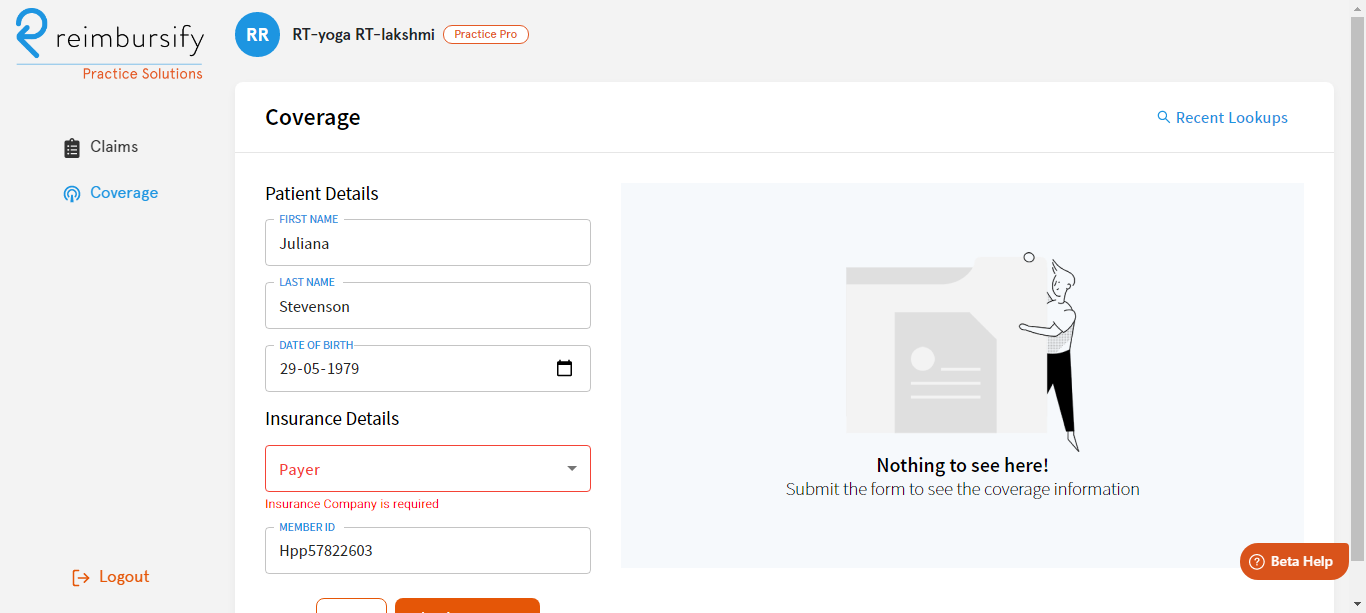 reimbursify
Practice Solutions
RR
RT-yoga RT-lakshmi
Practice Pro
Claims
Coverage
Logout
Coverage
Recent Lookups
Patient Details
FIRST NAME
Juliana
LAST NAME
Stevenson
DATE OF BIRTH
29-05-1979
Insurance Details
Payer
Insurance Company is required
MEMBER ID
Hpp57822603
Nothing to see here!
Submit the form to see the coverage information
Beta Help